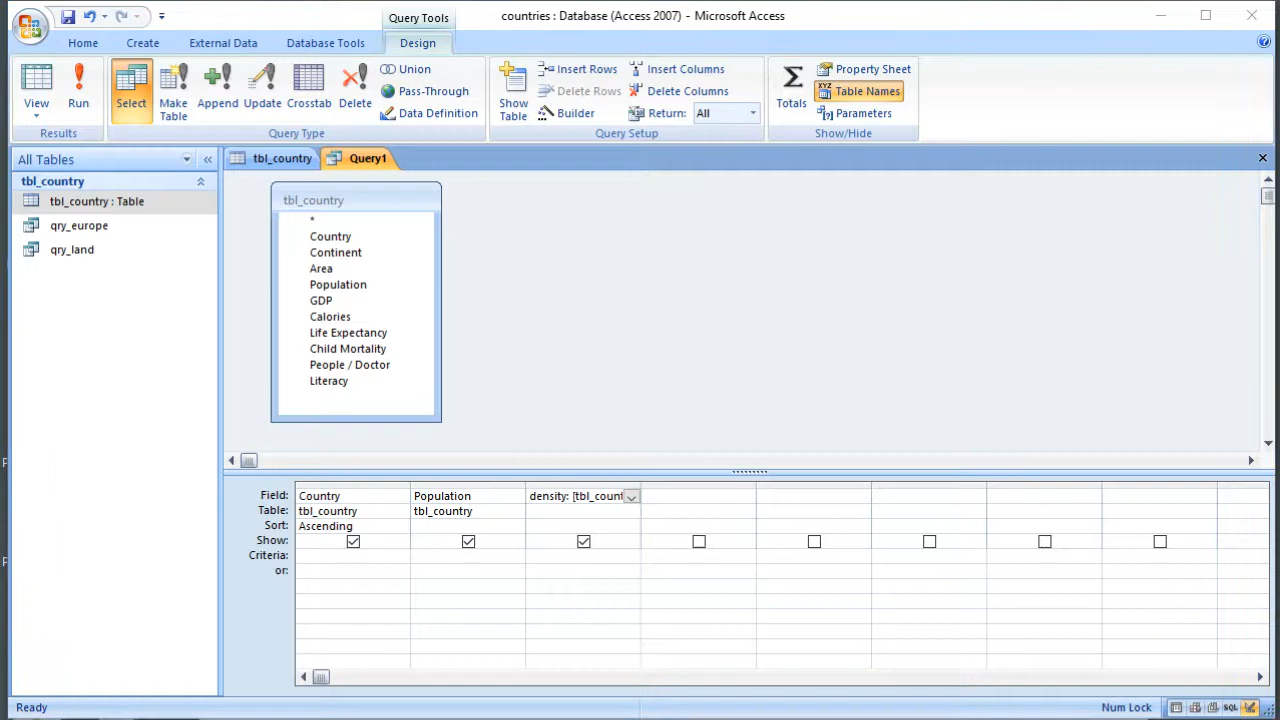 Query Tools
countries : Database (Access 2007) - Microsoft Access
Home
Create
External Data
Database Tools
Design
View
Run
Results
Select
Make Table
Append
Update
Crosstab
Delete
Union
Pass-Through
Data Definition
Query Type
Show Table
Insert Rows
Delete Rows
Builder
Insert Columns
Delete Columns
Return: All
Query Setup
Totals
Property Sheet
XYZ Table Names
Parameters
Show/Hide
All Tables
tbl_country
tbl_country : Table
qry_europe
qry_land
tbl_country
Query1
tbl_country
*
Country
Continent
Area
Population
GDP
Calories
Life Expectancy
Child Mortality
People / Doctor
Literacy
Field: Country Population density: [tbl_count
Table: tbl_country tbl_country
Sort: Ascending
Show:
Criteria:
or:
Ready
Num Lock
SQL